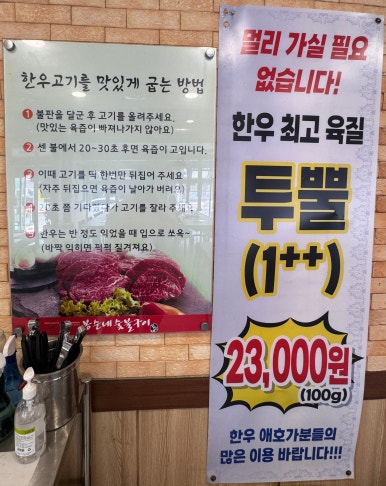 한우고기를 맛있게 굽는 방법
1 불판을 달군 후 고기를 올려주세요.
(맛있는 육즙이 빠져나가지 않아요)
2 센 불에서 20~30초 후면 육즙이 고입니다.
3 이때 고기를 딱 한번만 뒤집어 주세요
(자주 뒤집으면 육즙이 날아가 버려요)
20초 쯤 기다렸다가 고기를 잘라 주세요
한우는 반 정도 익었을 때 입으로 쏘옥~
(바짝 익히면 퍽퍽 질겨져요)
숯불구이
멀리 가실 필요
없습니다!
한우 최고 육질
투뿔
(1++)
23,000원
(100g)
한우 애호가분들의
많은 이용 바랍니다!!!